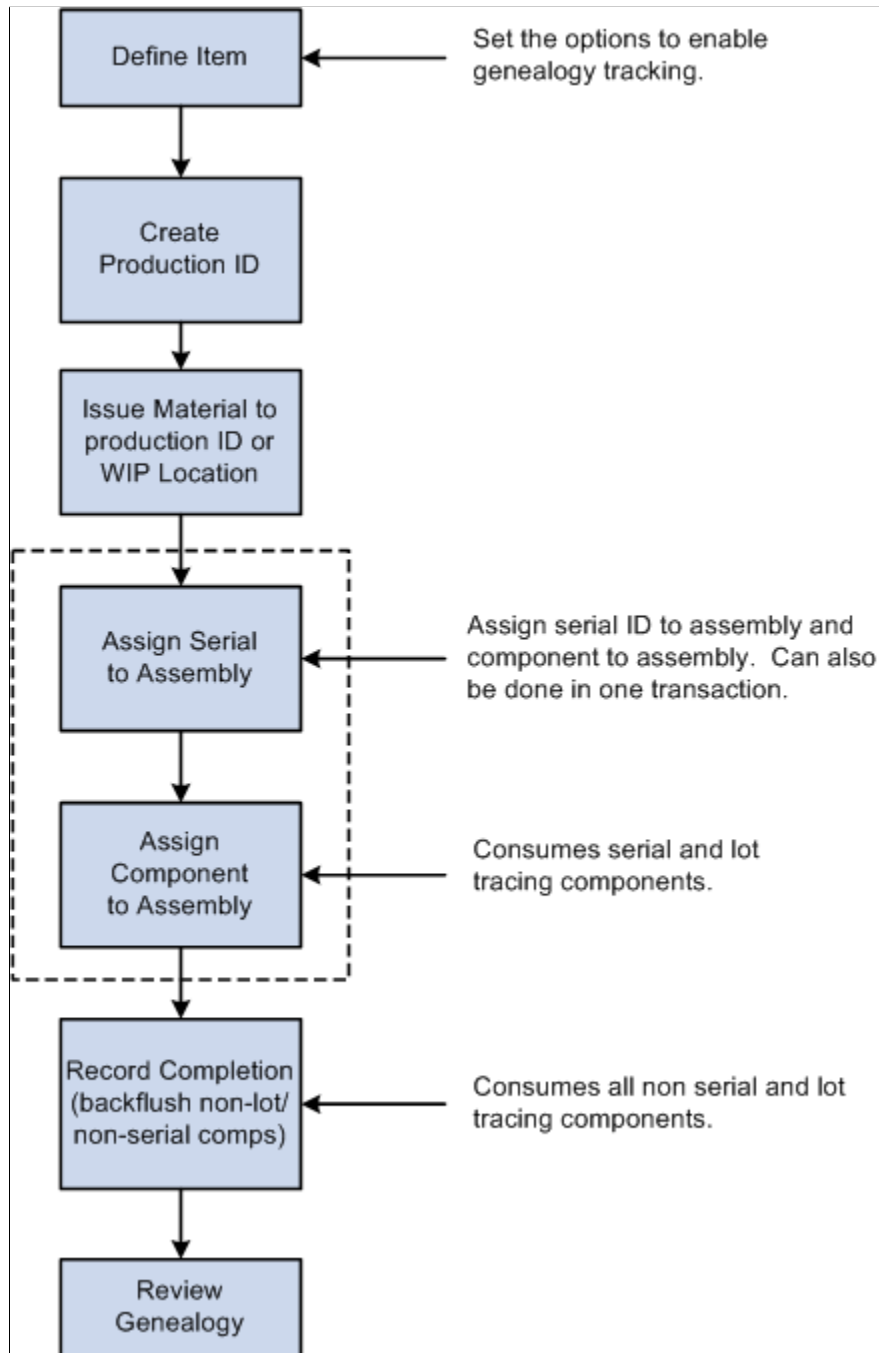 Define Item
Set the options to enable
genealogy tracking.
Create
Production ID
Issue Material to
production ID or
WIP Location
Assign Serial
to Assembly
Assign serial ID to assembly and
component to assembly.  Can also
be done in one transaction.
Assign
Component
to Assembly
Consumes serial and lot
tracing components.
Record Completion
(backflush non-lot/
non-serial comps)
Consumes all non serial and lot
tracing components.
Review
Genealogy